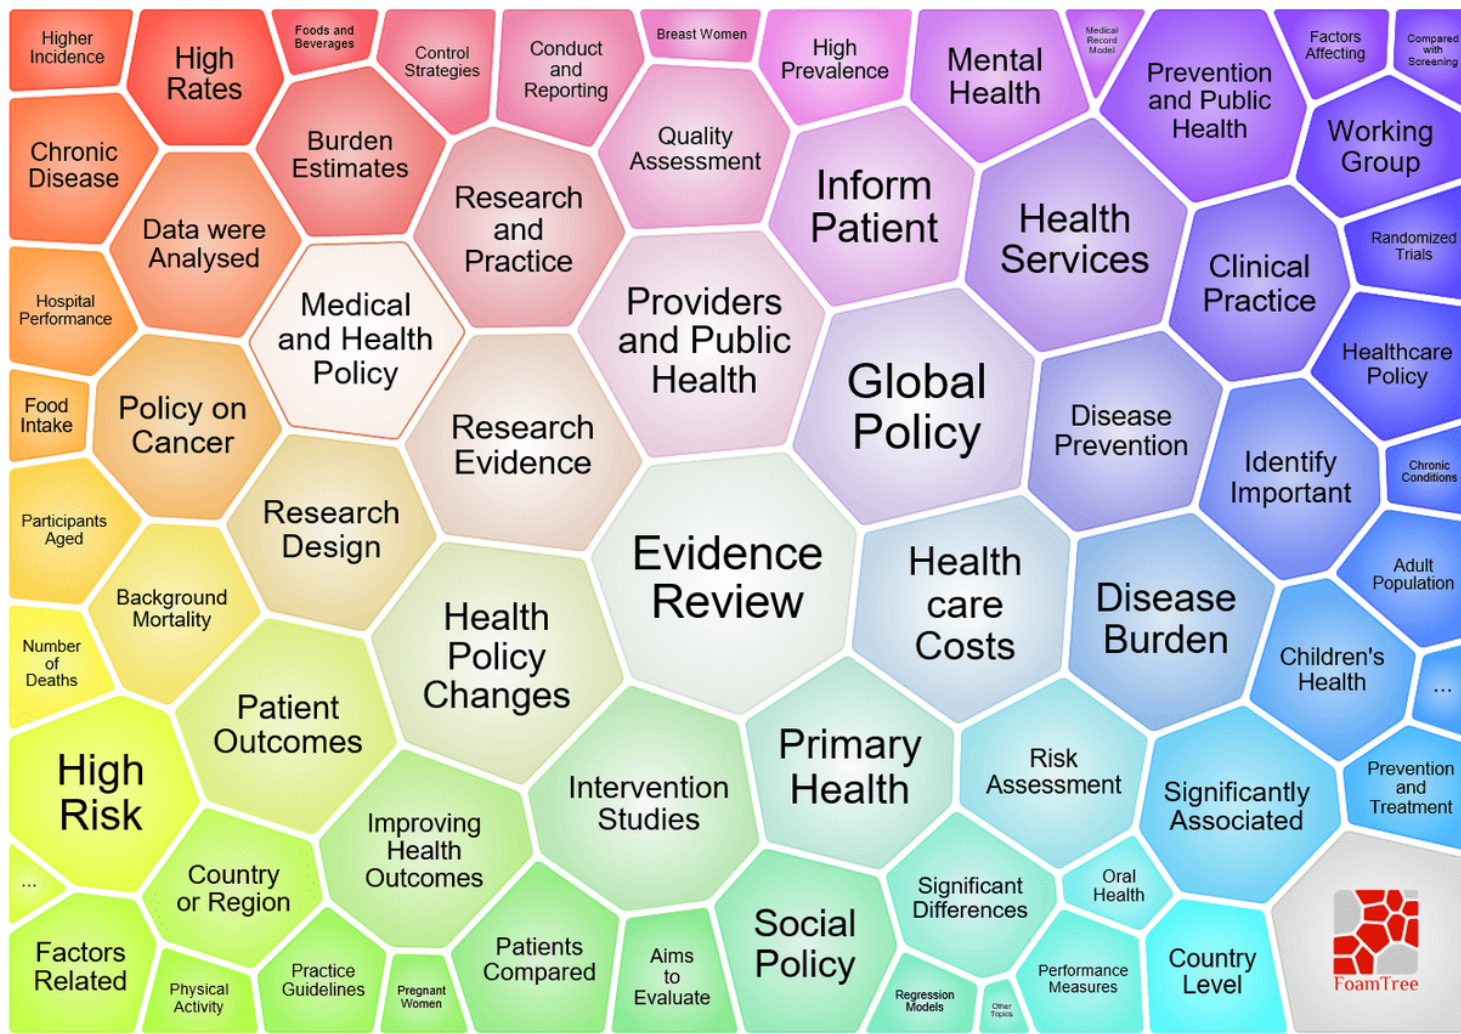 Higher
Incidence
High
Rates
Foods and
Beverages
Control
Strategies
Conduct
and
Reporting
Breast Women
High
Prevalence
Mental
Health
Medical
Record
Model
Prevention
and Public
Health
Factors
Affecting
Compared
with
Screening
Chronic
Disease
Burden
Estimates
Quality
Assessment
Working
Group
Data were
Analysed
Research
and
Practice
Inform
Patient
Health
Services
Clinical
Practice
Randomized
Trials
Hospital
Performance
Medical
and Health
Policy
Providers
and Public
Health
Global
Policy
Healthcare
Policy
Food
Intake
Policy on
Cancer
Research
Evidence
Disease
Prevention
Identify
Important
Chronic
Conditions
Participants
Aged
Research
Design
Evidence
Review
Health
care
Costs
Disease
Burden
Adult
Population
Background
Mortality
Number
of
Deaths
Health
Policy
Changes
Children's
Health
...
Patient
Outcomes
High
Risk
Intervention
Studies
Primary
Health
Risk
Assessment
Significantly
Associated
Prevention
and
Treatment
...
Country
or Region
Improving
Health
Outcomes
Significant
Differences
Oral
Health
Factors
Related
Physical
Activity
Practice
Guidelines
Pregnant
Women
Patients
Compared
Aims
to
Evaluate
Social
Policy
Regression
Models
Other
Topics
Performance
Measures
Country
Level
FoamTree